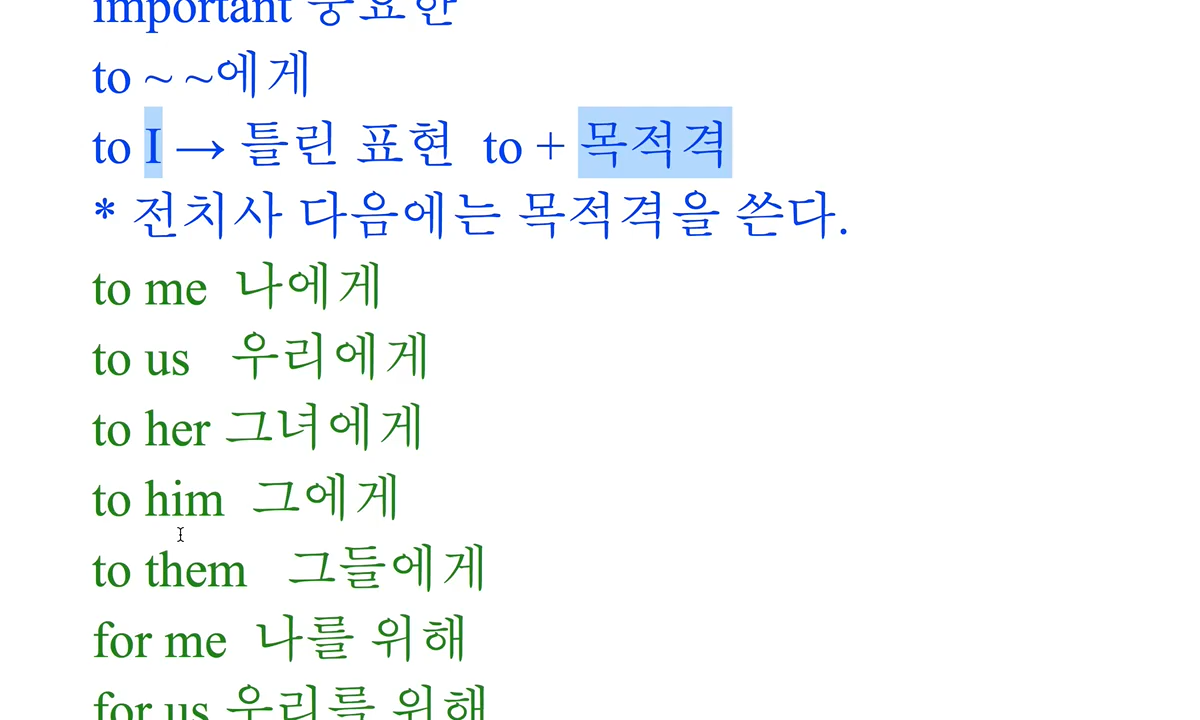 important 중요한
to ~ ~에게
to I → 틀린 표현 to + 목적격
* 전치사 다음에는 목적격을 쓴다.
to me 나에게
to us 우리에게
to her 그녀에게
to him 그에게
to them 그들에게
for me 나를 위해
for us 우리를 위해